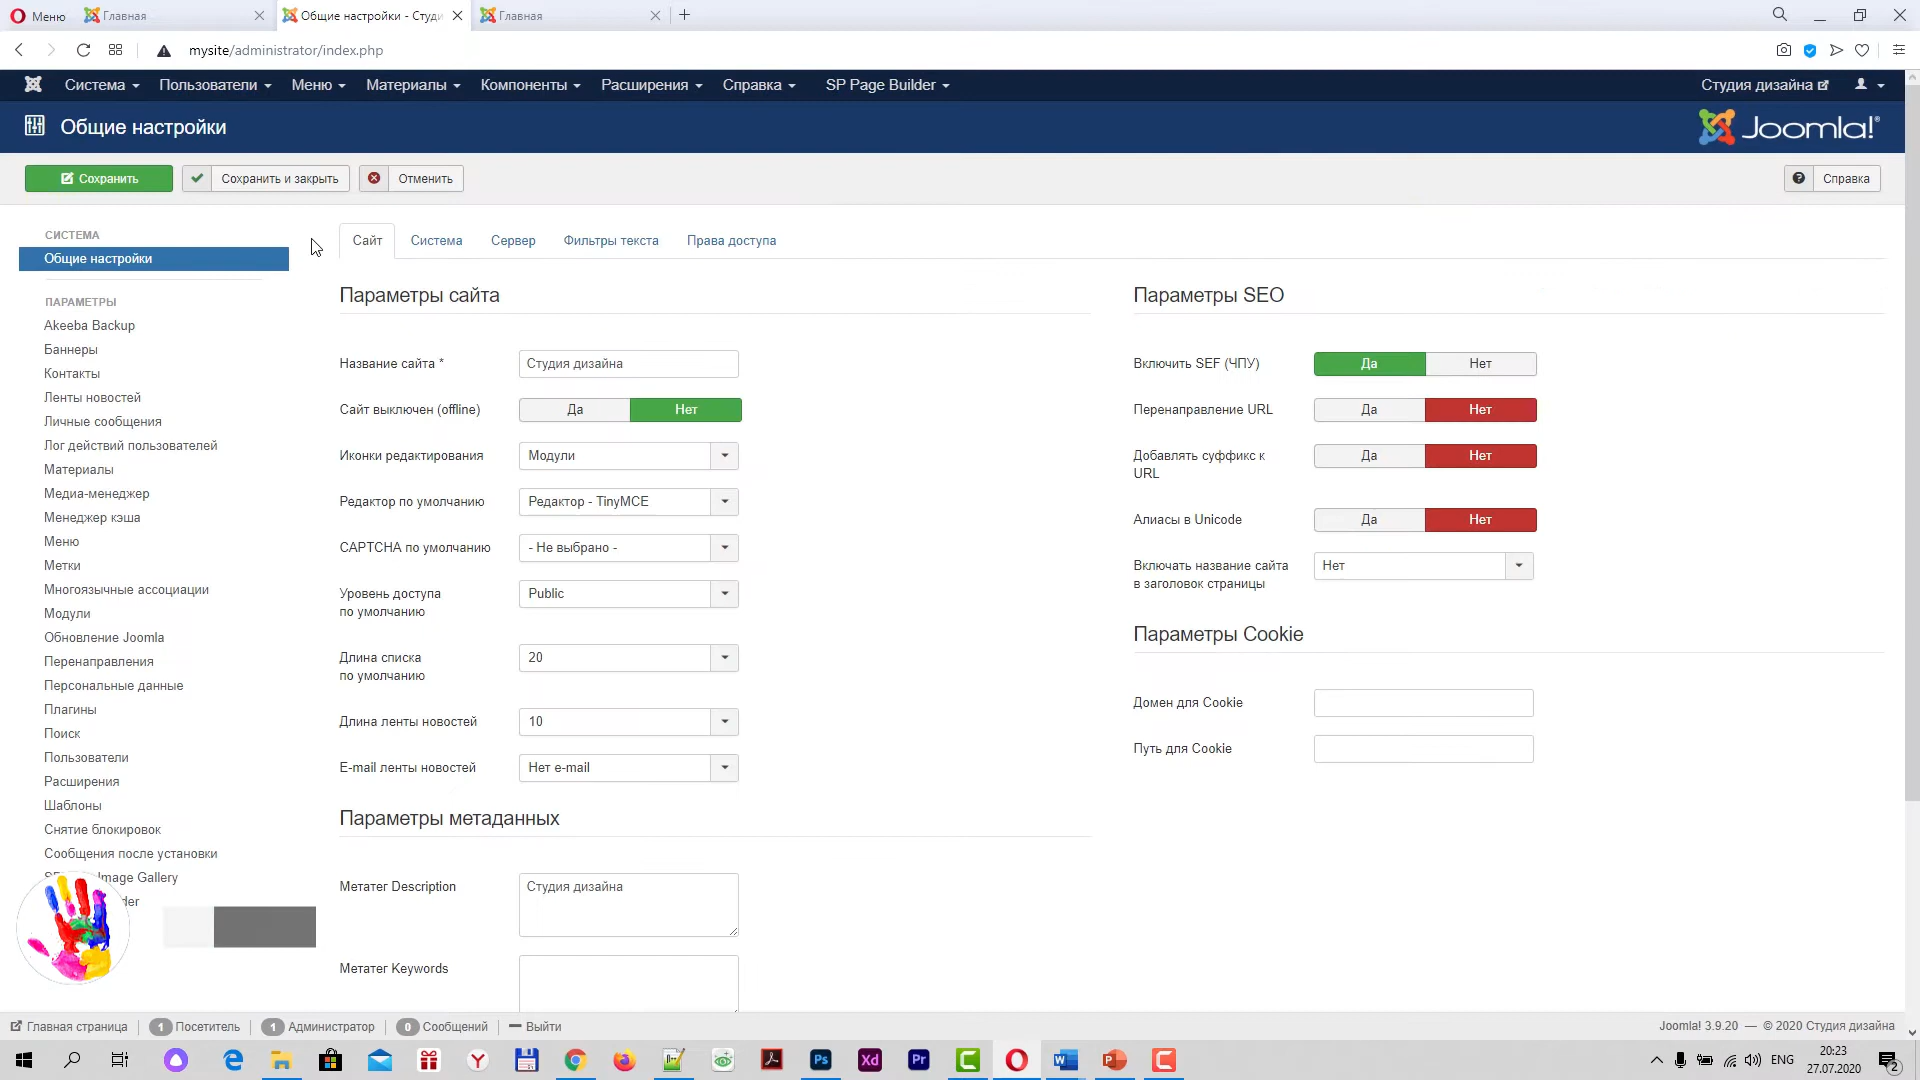 Меню
Главная
Общие настройки - Студи
Главная
mysite/administrator/index.php
Система
Пользователи
Меню
Материалы
Компоненты
Расширения
Справка
SP Page Builder
Студия дизайна
Общие настройки
Joomla!®
Сохранить
Сохранить и закрыть
Отменить
Справка
СИСТЕМА
Общие настройки
ПАРАМЕТРЫ
Akeeba Backup
Баннеры
Контакты
Ленты новостей
Личные сообщения
Лог действий пользователей
Материалы
Медиа-менеджер
Менеджер кэша
Меню
Метки
Многоязычные ассоциации
Модули
Обновление Joomla
Перенаправления
Персональные данные
Плагины
Поиск
Пользователи
Расширения
Шаблоны
Снятие блокировок
Сообщения после установки
Image Gallery
Сайт
Система
Сервер
Фильтры текста
Права доступа
Параметры сайта
Название сайта *
Студия дизайна
Сайт выключен (offline)
Да
Нет
Иконки редактирования
Модули
Редактор по умолчанию
Редактор - TinyMCE
CAPTCHA по умолчанию
- Не выбрано -
Уровень доступа
по умолчанию
Public
Длина списка
по умолчанию
20
Длина ленты новостей
10
E-mail ленты новостей
Нет e-mail
Параметры метаданных
Метатег Description
Студия дизайна
Метатег Keywords
Параметры SEO
Включить SEF (ЧПУ)
Да
Нет
Перенаправление URL
Да
Нет
Добавлять суффикс к
URL
Да
Нет
Алиасы в Unicode
Да
Нет
Включать название сайта
в заголовок страницы
Нет
Параметры Cookie
Домен для Cookie
Путь для Cookie
Главная страница
1 Посетитель
1 Администратор
0 Сообщений
Выйти
Joomla! 3.9.20 — © 2020 Студия дизайна
Ps
Xd
Pr
ENG
20:23
27.07.2020
2